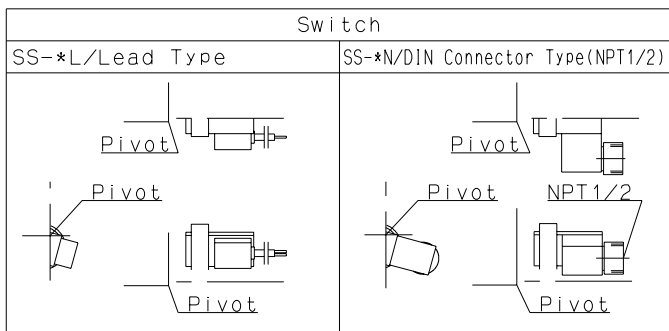 Switch
SS-*L/Lead Type
SS-*N/DIN Connector Type(NPT1/2)
Pivot
Pivot
Pivot
Pivot
NPT1/2
Pivot
Pivot